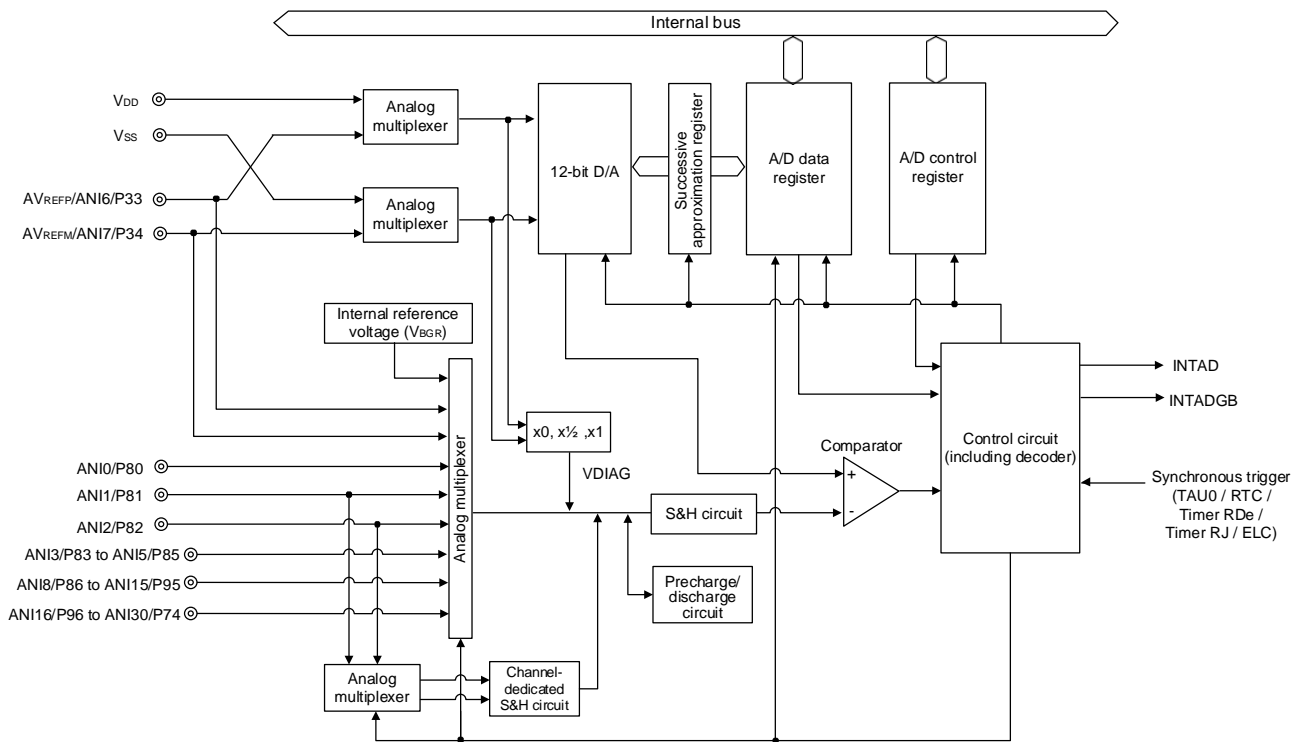 Internal bus
VDD
VSS
AVREFP/ANI6/P33
AVREFM/ANI7/P34
Analog
multiplexer
Analog
multiplexer
12-bit D/A
Successive
approximation register
A/D data
register
A/D control
register
Internal reference
voltage (VBGR)
Analog multiplexer
x0, x½ ,x1
VDIAG
Comparator
+
-
Control circuit
(including decoder)
INTAD
INTADGB
Synchronous trigger
(TAU0 / RTC /
Timer RDe /
Timer RJ / ELC)
ANI0/P80
ANI1/P81
ANI2/P82
ANI3/P83 to ANI5/P85
ANI8/P86 to ANI15/P95
ANI16/P96 to ANI30/P74
S&H circuit
Precharge/
discharge
circuit
Analog
multiplexer
Channel-
dedicated
S&H circuit